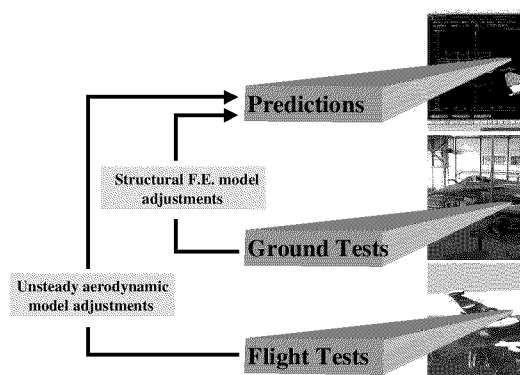 Predictions
Structural F.E. model
adjustments
Ground Tests
Unsteady aerodynamic
model adjustments
Flight Tests